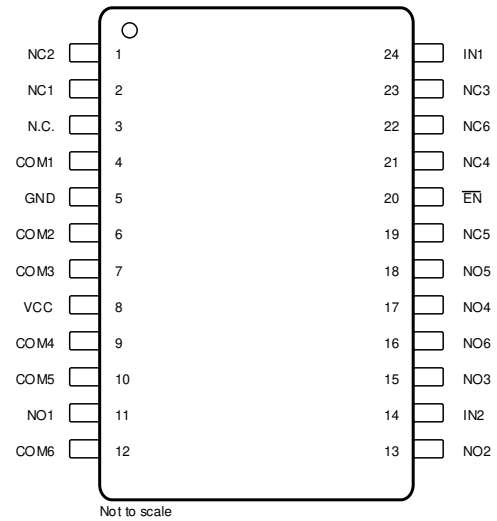 NC2 1 24 IN1
NC1 2 23 NC3
N.C. 3 22 NC6
COM1 4 21 NC4
GND 5 20 EN
COM2 6 19 NC5
COM3 7 18 NO5
VCC 8 17 NO4
COM4 9 16 NO6
COM5 10 15 NO3
NO1 11 14 IN2
COM6 12 13 NO2
Not to scale